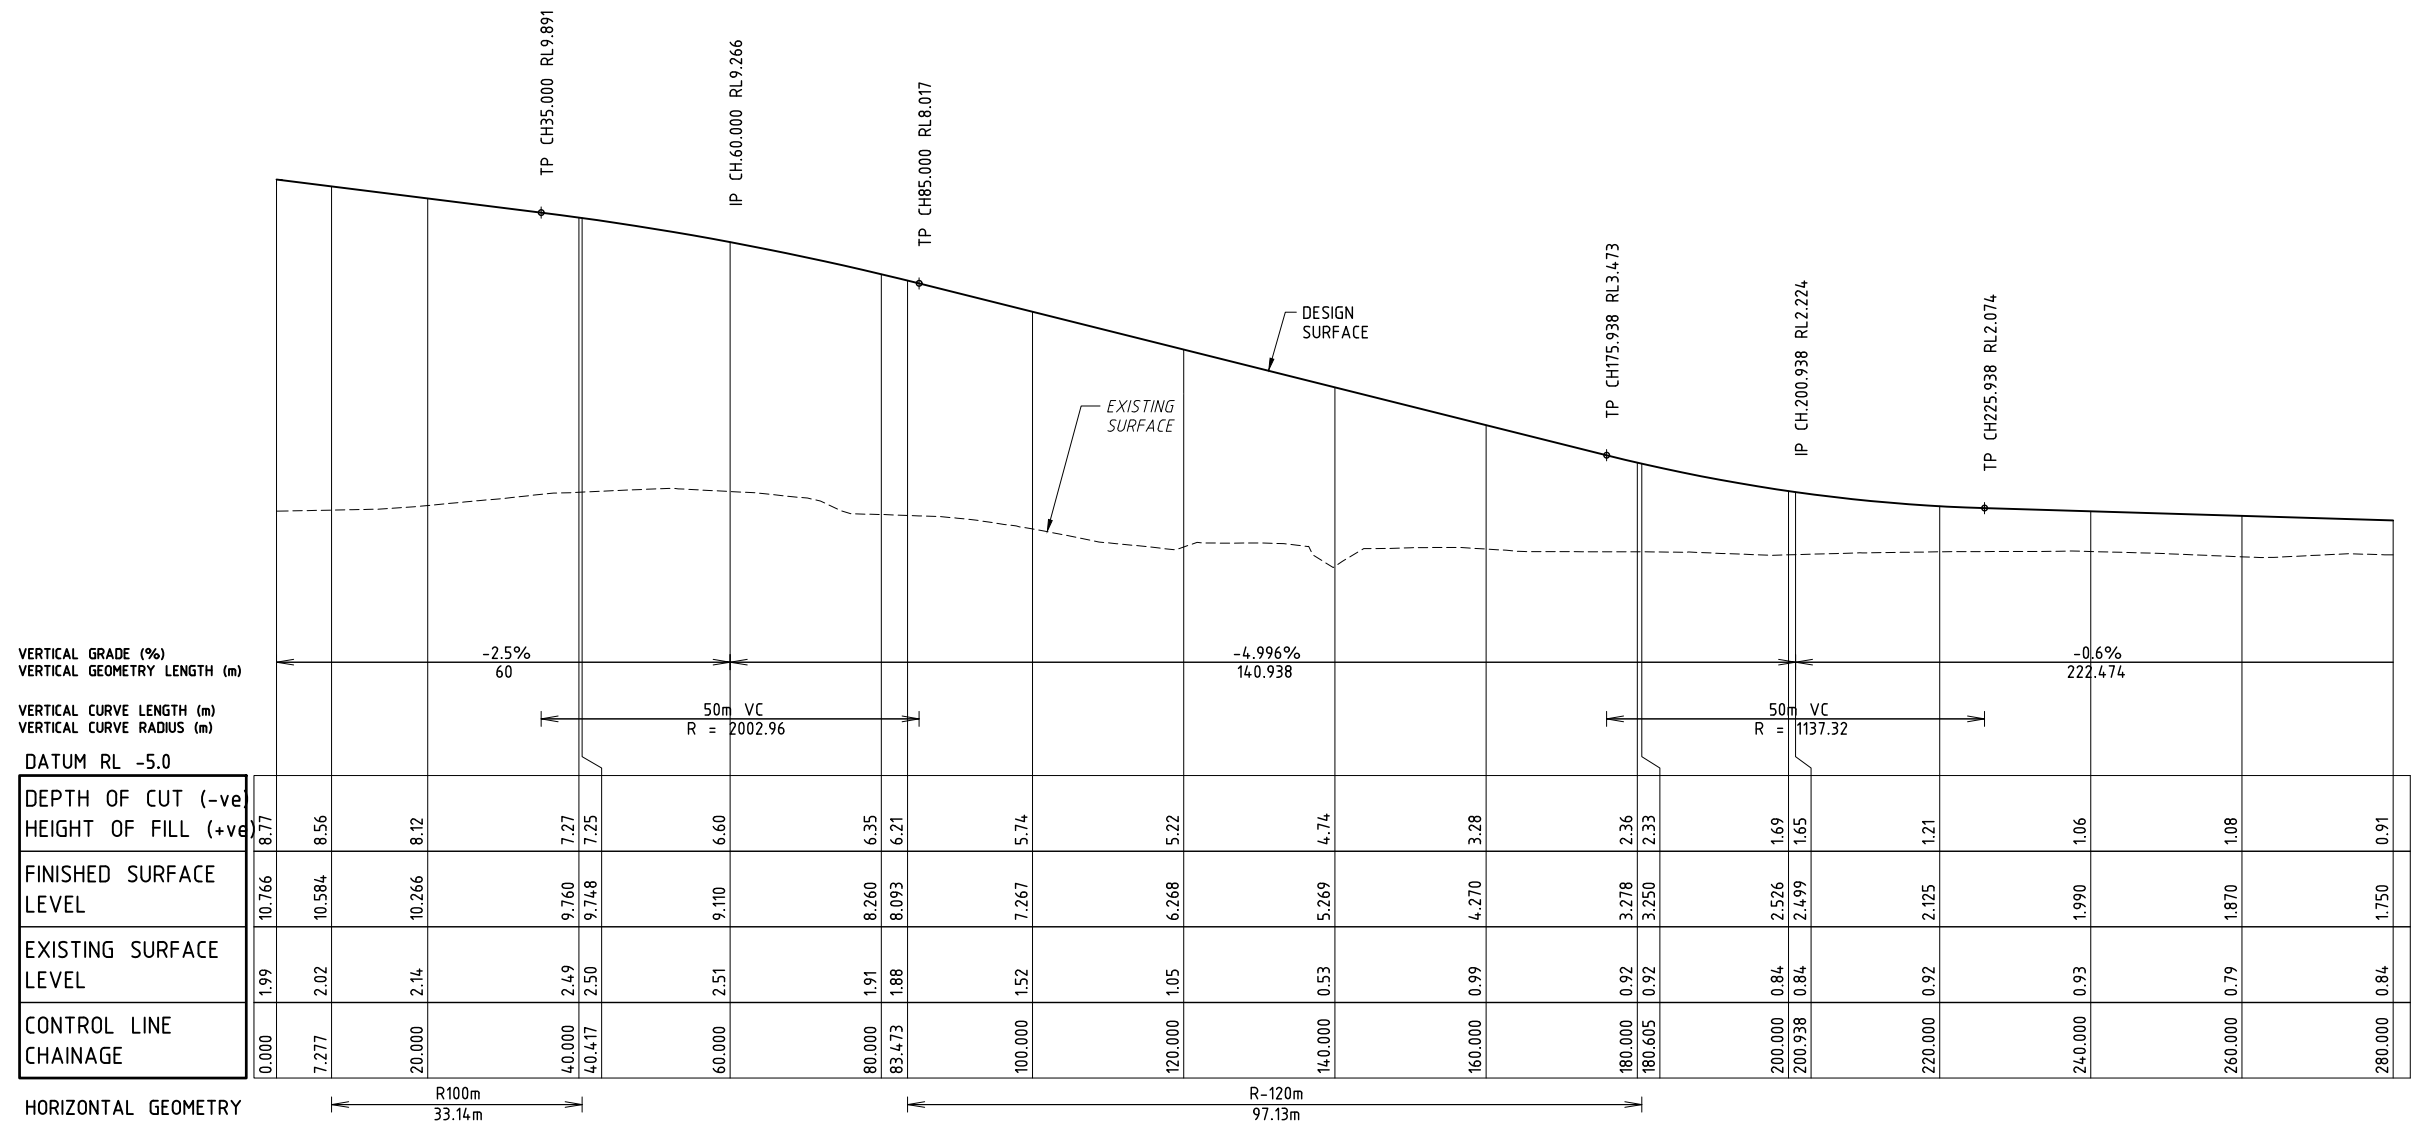 TP CH35.000 RL9.891
IP CH.60.000 RL9.266
TP CH85.000 RL8.017
TP CH175.938 RL3.473
IP CH.200.938 RL2.224
TP CH225.938 RL2.074
DESIGN
SURFACE
EXISTING
SURFACE
VERTICAL GRADE (%) -2.5% -4.996% -0.6%
VERTICAL GEOMETRY LENGTH (m) 60 140.938 222.474
VERTICAL CURVE LENGTH (m) 50m VC 50m VC
VERTICAL CURVE RADIUS (m) R = 2002.96 R = 1137.32
DATUM RL -5.0
DEPTH OF CUT (-ve)
HEIGHT OF FILL (+ve)
8.77 8.56 8.12 7.27 7.25 6.60 6.35 6.21 5.74 5.22 4.74 3.28 2.36 2.33 1.69 1.65 1.21 1.06 1.08 0.91
FINISHED SURFACE
LEVEL
10.766 10.584 10.266 9.760 9.748 9.110 8.260 8.093 7.267 6.268 5.269 4.270 3.278 3.250 2.526 2.499 2.125 1.990 1.870 1.750
EXISTING SURFACE
LEVEL
1.99 2.02 2.14 2.49 2.50 2.51 1.91 1.88 1.52 1.05 0.53 0.99 0.92 0.92 0.84 0.84 0.92 0.93 0.79 0.84
CONTROL LINE
CHAINAGE
0.000 7.277 20.000 40.000 40.417 60.000 80.000 83.473 100.000 120.000 140.000 160.000 180.000 180.605 200.000 200.938 220.000 240.000 260.000 280.000
HORIZONTAL GEOMETRY
R100m
33.14m
R-120m
97.13m